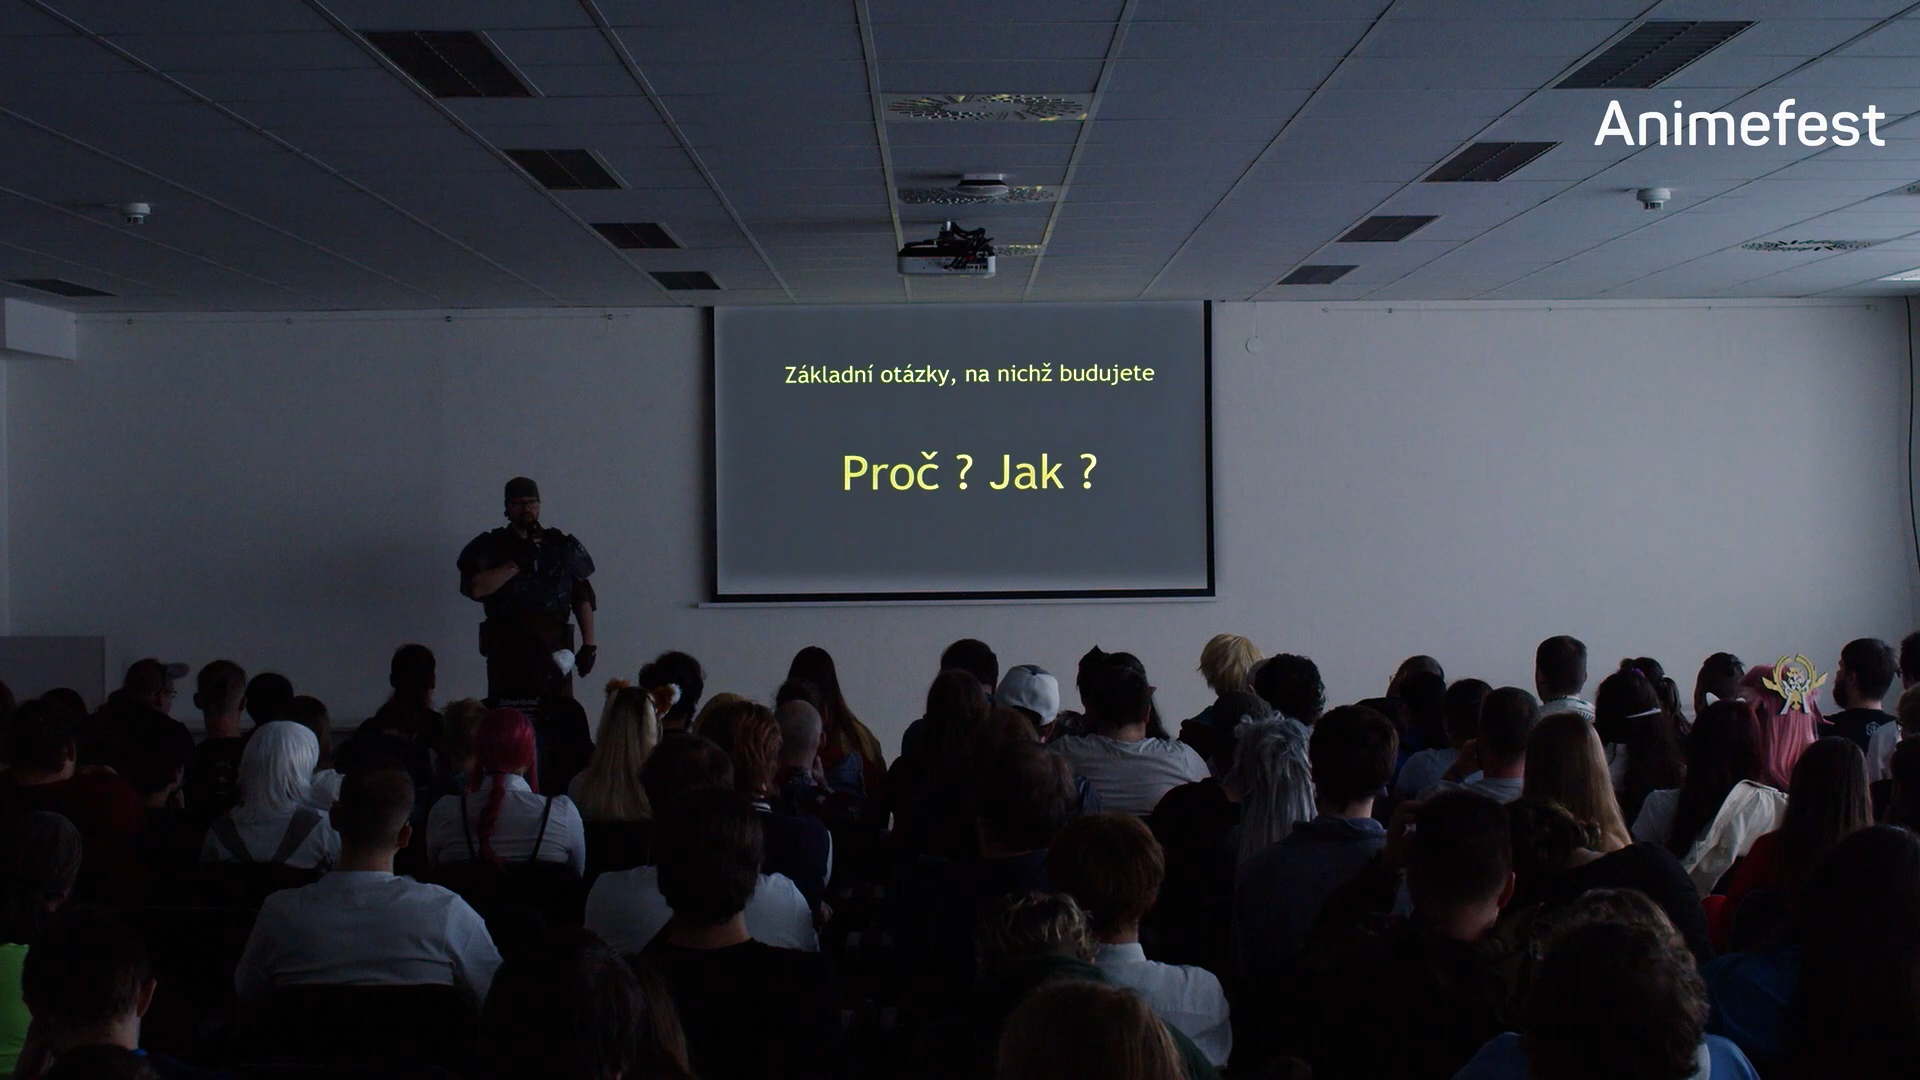 Animefest
Základní otázky, na nichž budujete
Proč ? Jak ?